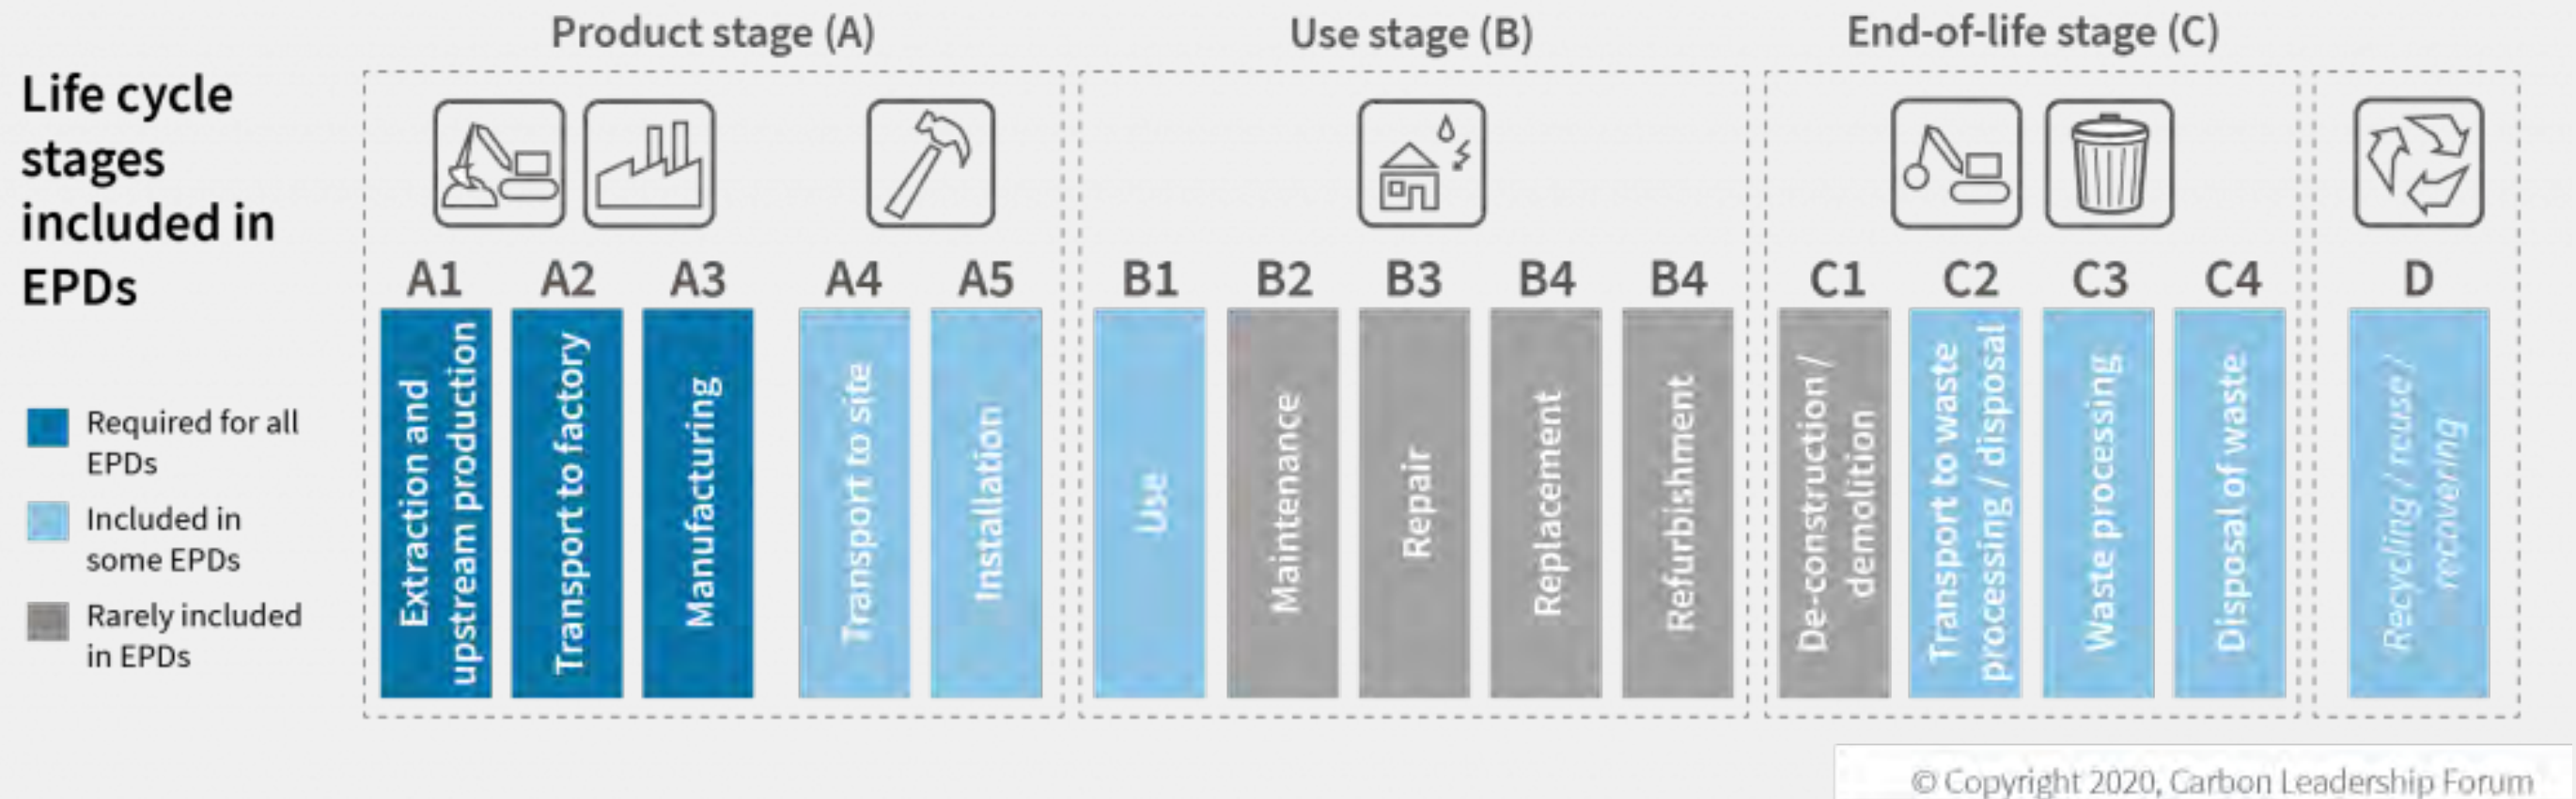 Product stage (A)
Use stage (B)
End-of-life stage (C)
Life cycle
stages
included in
EPDs
Required for all
EPDs
Included in
some EPDs
Rarely included
in EPDs
A1
A2
A3
A4
A5
B1
B2
B3
B4
B4
C1
C2
C3
C4
D
Extraction and
upstream production
Transport to factory
Manufacturing
Transport to site
Installation
Use
Maintenance
Repair
Replacement
Refurbishment
De-construction /
demolition
Transport to waste
processing / disposal
Waste processing
Disposal of waste
Recycling / reuse /
recovering
© Copyright 2020, Carbon Leadership Forum